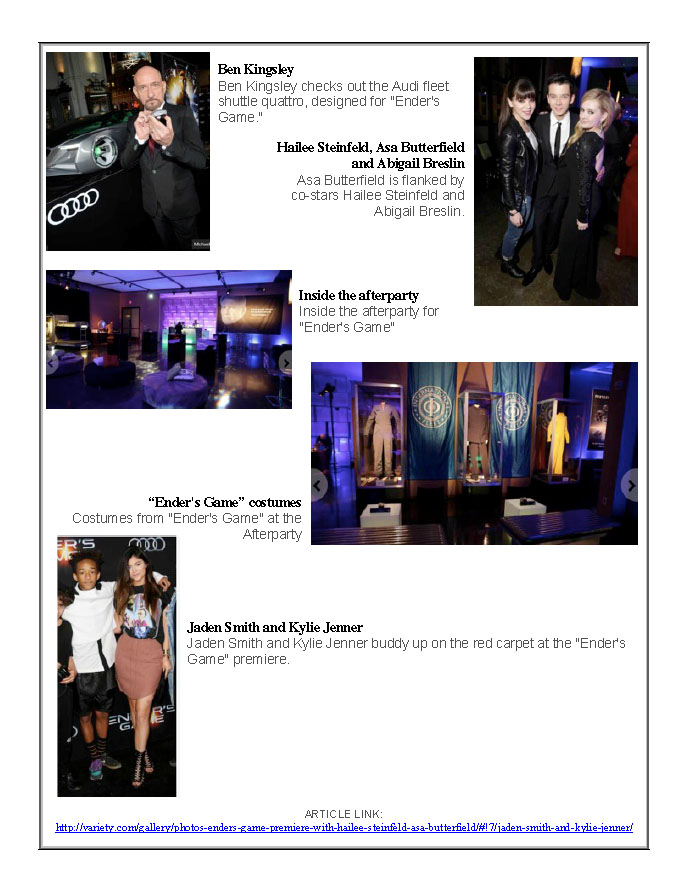 Ben Kingsley
Ben Kingsley checks out the Audi fleet
shuttle quattro, designed for "Ender's
Game."
Michael
Hailee Steinfeld, Asa Butterfield
and Abigail Breslin
Asa Butterfield is flanked by
co-stars Hailee Steinfeld and
Abigail Breslin.
Inside the afterparty
Inside the afterparty for
"Ender's Game"
“Ender's Game” costumes
Costumes from "Ender's Game" at the
Afterparty
ER'S
ENDER'S
GAME
Jaden Smith and Kylie Jenner
Jaden Smith and Kylie Jenner buddy up on the red carpet at the "Ender's
Game" premiere.
ARTICLE LINK:
http://variety.com/gallery/photos-enders-game-premiere-with-hailee-steinfeld-asa-butterfield/#!7/jaden-smith-and-kylie-jenner/